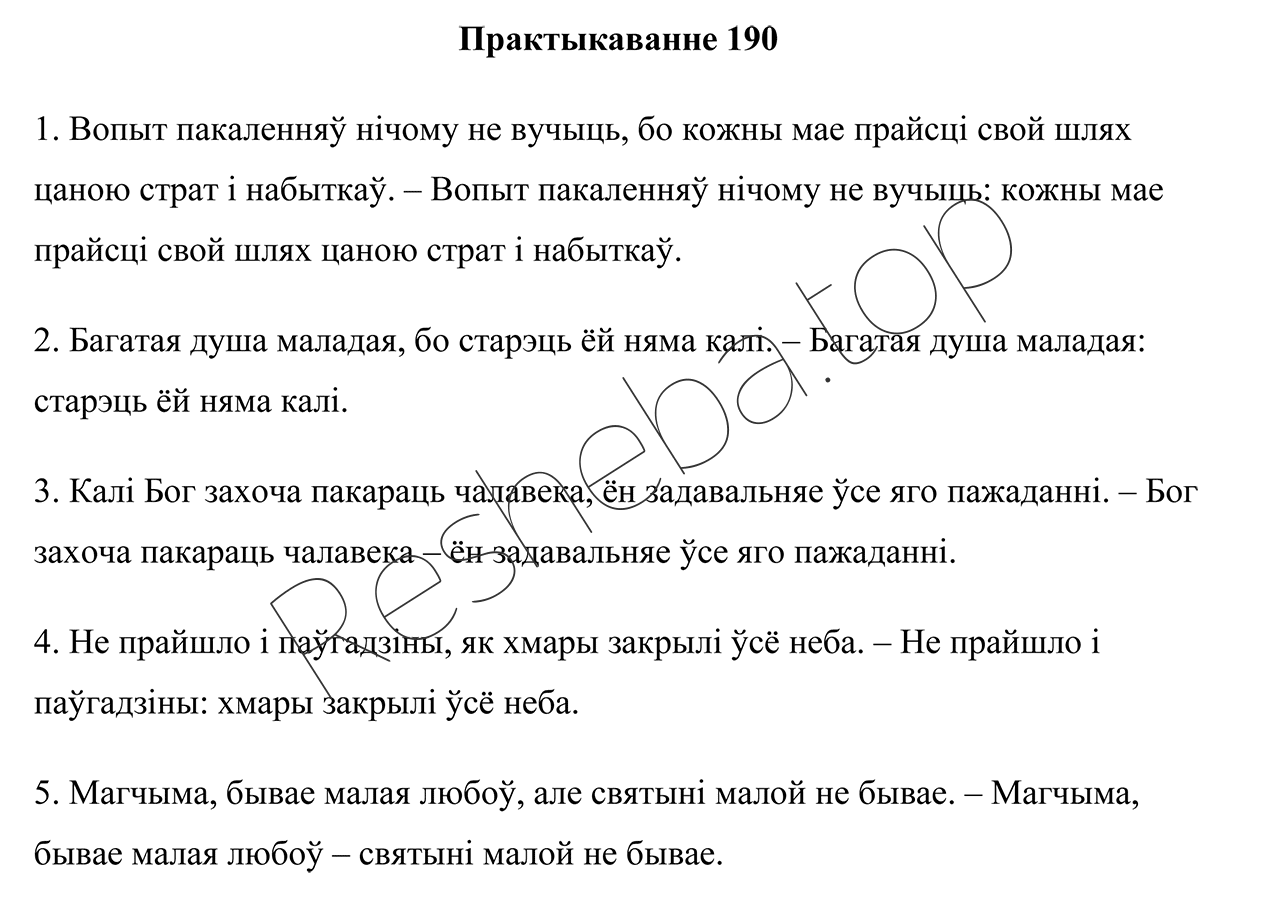 Практыкаванне 190
1. Вопыт пакаленняў нічому не вучыць, бо кожны мае прайсці свой шлях
цаною страт і набыткаў. – Вопыт пакаленняў нічому не вучыць: кожны мае
прайсці свой шлях цаною страт і набыткаў.
2. Багатая душа маладая, бо старэць ёй няма калі. – Багатая душа маладая:
старэць ёй няма калі.
3. Калі Бог захоча пакараць чалавека, ён задавальняе ўсе яго пажаданні. – Бог
захоча пакараць чалавека – ён задавальняе ўсе яго пажаданні.
4. Не прайшло і паўгадзіны, як хмары закрылі ўсё неба. – Не прайшло і
паўгадзіны: хмары закрылі ўсё неба.
5. Магчыма, бывае малая любоў, але святыні малой не бывае. – Магчыма,
бывае малая любоў – святыні малой не бывае.
Resheba.top